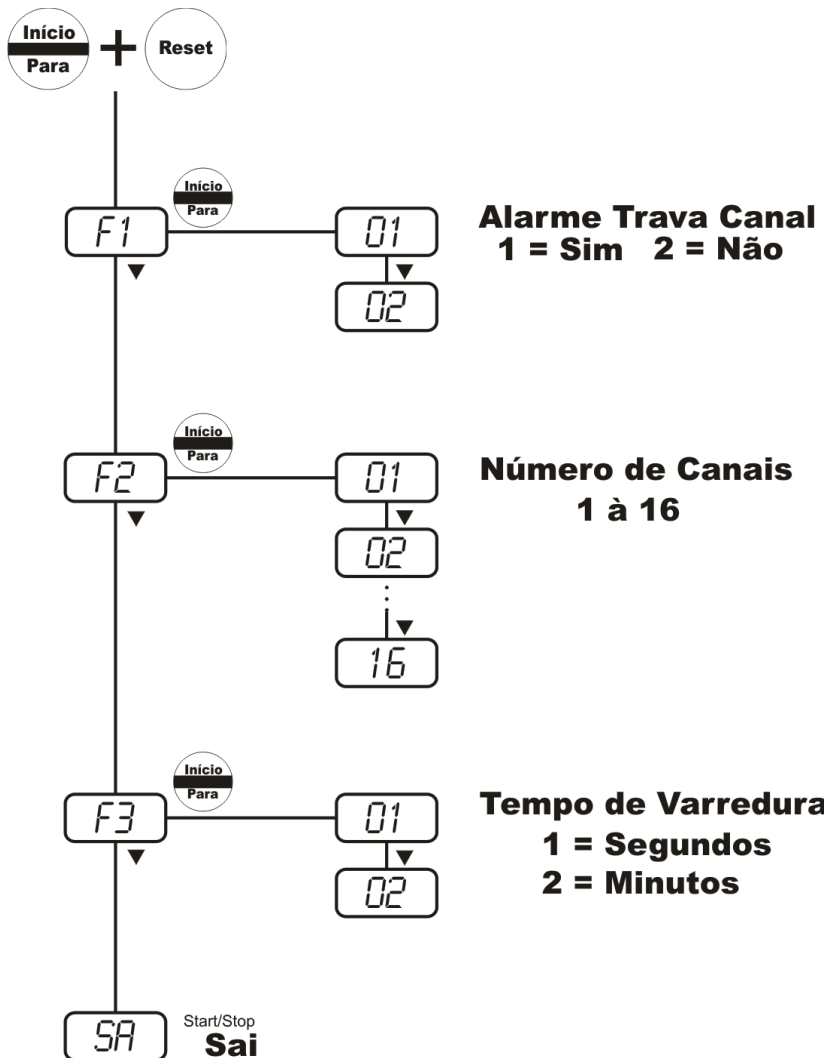 Início
Para
+
Reset
Início
Para
F1
01
Alarme Trava Canal
1 = Sim 2 = Não
02
Início
Para
F2
01
Número de Canais
1 à 16
02
16
Início
Para
F3
01
Tempo de Varredura
1 = Segundos
02
2 = Minutos
SA
Start/Stop
Sai